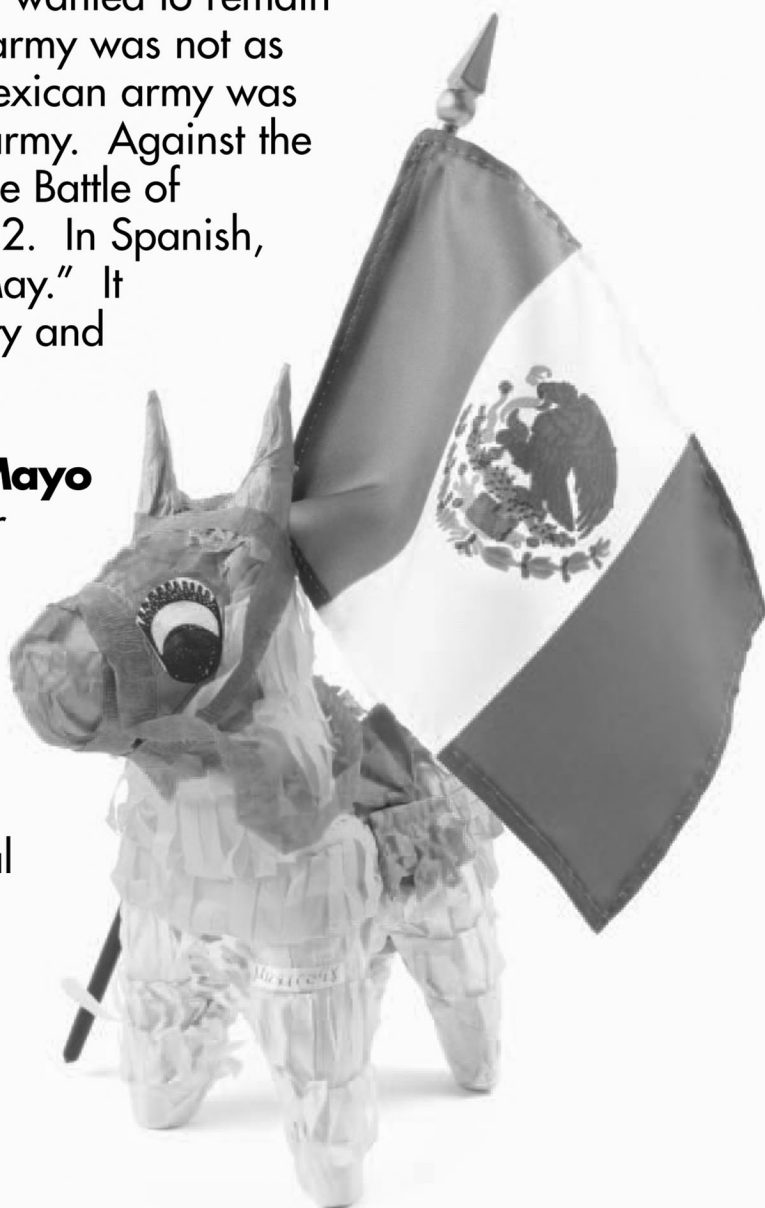 wanted to remain
army was not as
exican army was
army. Against the
e Battle of
2. In Spanish,
ay.” It
y and
Mayo
r
l